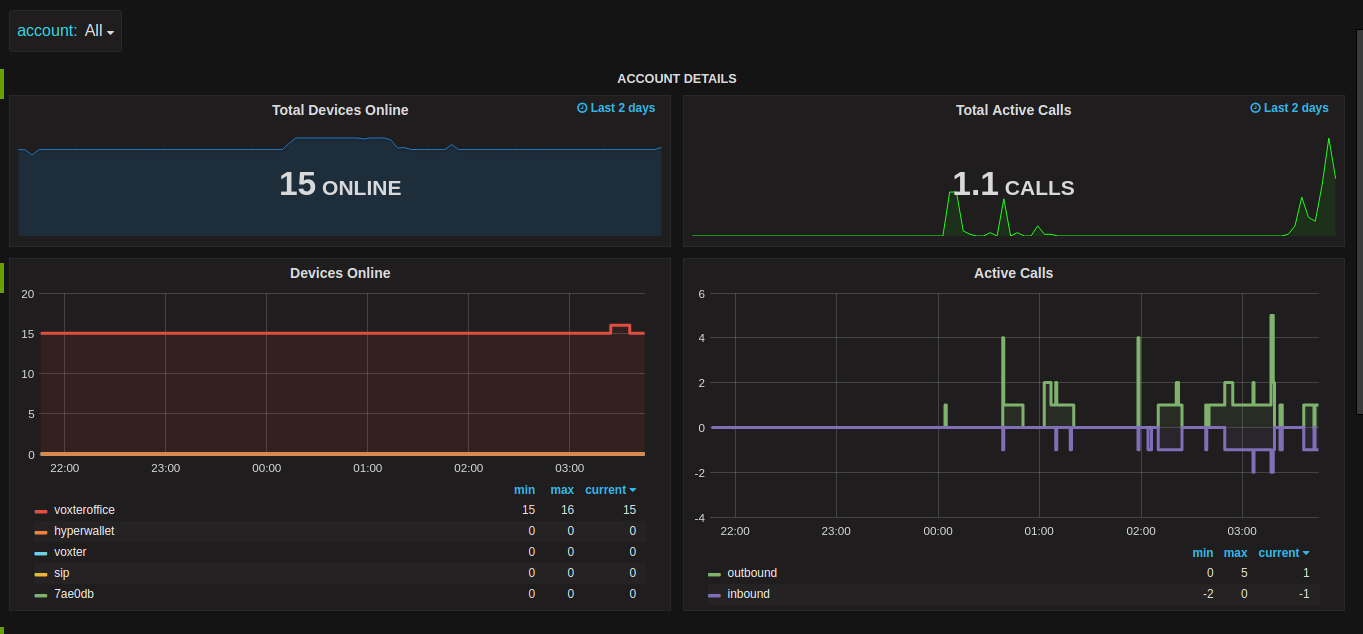 account: All
ACCOUNT DETAILS
Total Devices Online
Last 2 days
15 ONLINE
Total Active Calls
Last 2 days
1.1 CALLS
Devices Online
20
15
10
5
0
22:00 23:00 00:00 01:00 02:00 03:00
min max current
voxteroffice 15 16 15
hyperwallet 0 0 0
voxter 0 0 0
sip 0 0 0
7ae0db 0 0 0
Active Calls
6
4
2
0
-2
-4
22:00 23:00 00:00 01:00 02:00 03:00
min max current
outbound 0 5 1
inbound -2 0 -1